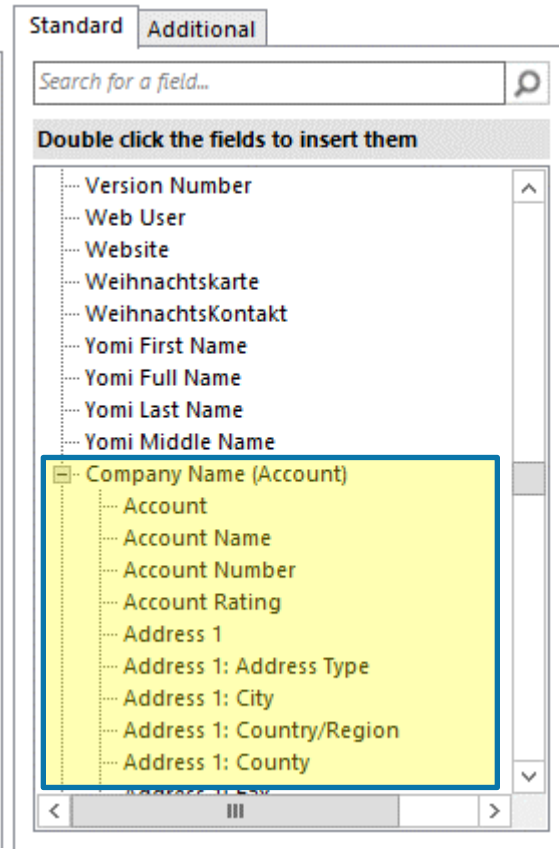 Standard
Additional
Search for a field...
Double click the fields to insert them
Version Number
Web User
Website
Weihnachtskarte
WeihnachtsKontakt
Yomi First Name
Yomi Full Name
Yomi Last Name
Yomi Middle Name
Company Name (Account)
Account
Account Name
Account Number
Account Rating
Address 1
Address 1: Address Type
Address 1: City
Address 1: Country/Region
Address 1: County
Address 1: Fax